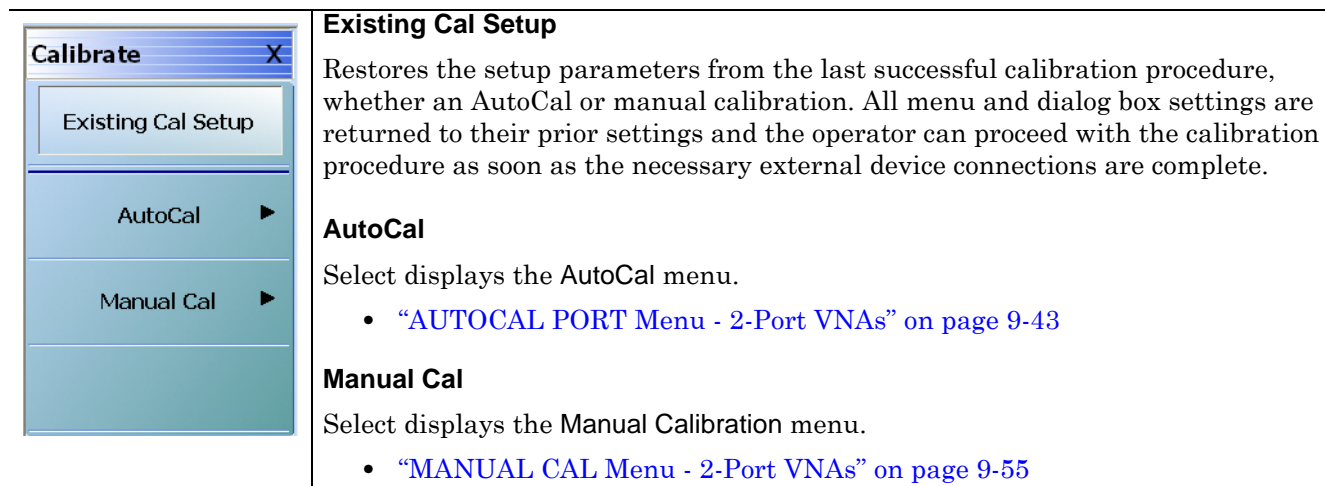 Calibrate X
Existing Cal Setup
AutoCal ►
Manual Cal ►
Existing Cal Setup
Restores the setup parameters from the last successful calibration procedure,
whether an AutoCal or manual calibration. All menu and dialog box settings are
returned to their prior settings and the operator can proceed with the calibration
procedure as soon as the necessary external device connections are complete.
AutoCal
Select displays the AutoCal menu.
• “AUTOCAL PORT Menu - 2-Port VNAs” on page 9-43
Manual Cal
Select displays the Manual Calibration menu.
• “MANUAL CAL Menu - 2-Port VNAs” on page 9-55